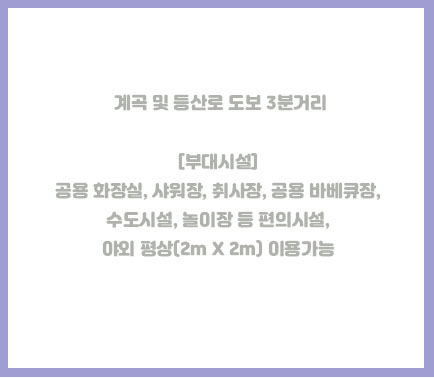 계곡 및 등산로 도보 3분거리
[부대시설]
공용 화장실, 샤워장, 취사장, 공용 바베큐장,
수도시설, 놀이장 등 편의시설,
야외 평상(2m X 2m) 이용가능